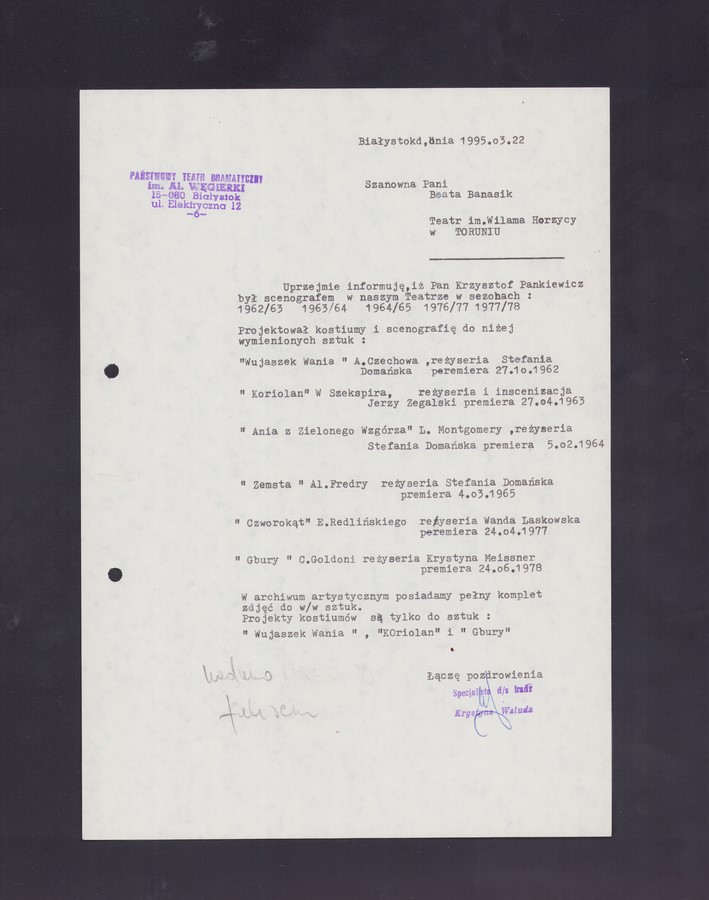 Białystokd,dnia 1995.o3.22
PAŃSTWOWY TEATR DRAMATYCZNY
im. Al. WĘGIERKI
15-080 Białystok
ul. Elektryczna 12
-6-
Szanowna Pani
Beata Banasik
Teatr im.Wilama Horzycy
w TORUNIU
Uprzejmie informuję,iż Pan Krzysztof Pankiewicz
był scenografem w naszym Teatrze w sezonach :
1962/63 1963/64 1964/65 1976/77 1977/78
Projektował kostiumy i scenografię do niżej
wymienionych sztuk :
"Wujaszek Wania " A.Czechowa ,reżyseria Stefania
Domańska peremiera 27.1o.1962
" Koriolan" W Szekspira, reżyseria i inscenizacja
Jerzy Zegalski premiera 27.o4.1963
" Ania z Zielonego Wzgórza" L. Montgomery ,reżyseria
Stefania Domańska premiera 5.o2.1964
" Zemsta " Al.Fredry reżyseria Stefania Domańska
premiera 4.o3.1965
" Czworokąt" E.Redlińskiego reżyseria Wanda Laskowska
peremiera 24.o4.1977
" Gbury " C.Goldoni reżyseria Krystyna Meissner
premiera 24.o6.1978
W archiwum artystycznym posiadamy pełny komplet
zdjęć do w/w sztuk.
Projekty kostiumów są tylko do sztuk :
" Wujaszek Wania " , "KOriolan" i " Gbury"
Łączę pozdrowienia
Specjalista d/s kadr
Krystyna Waluda